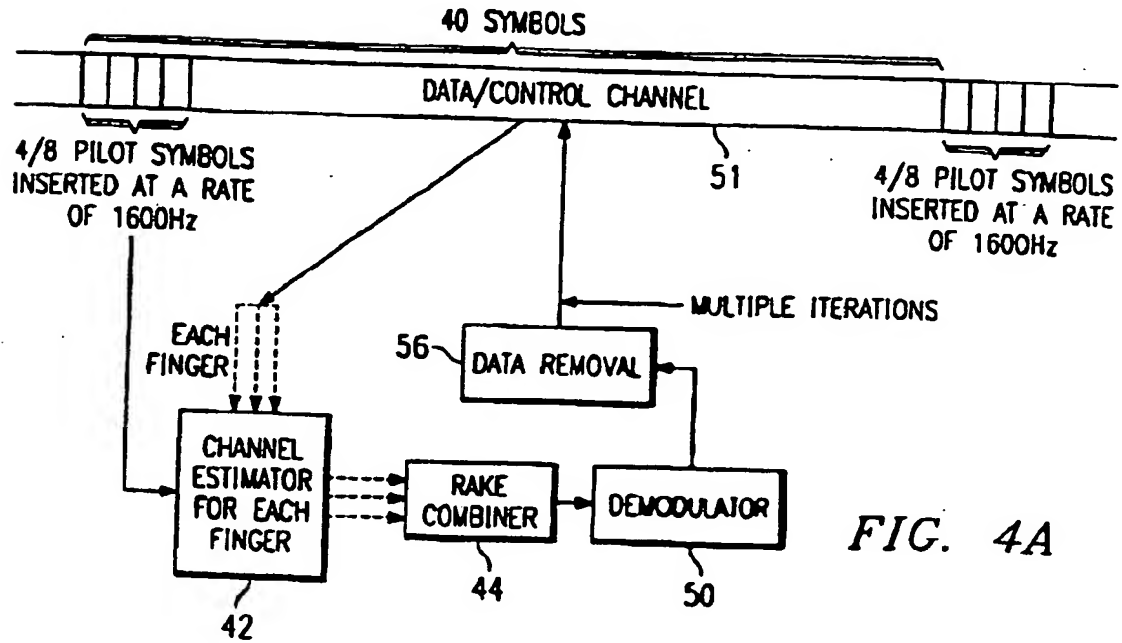 40 SYMBOLS
DATA/CONTROL CHANNEL
4/8 PILOT SYMBOLS
INSERTED AT A RATE
OF 1600Hz
51
4/8 PILOT SYMBOLS
INSERTED AT A RATE
OF 1600Hz
MULTIPLE ITERATIONS
EACH
FINGER
56
DATA REMOVAL
CHANNEL
ESTIMATOR
FOR EACH
FINGER
RAKE
COMBINER
DEMODULATOR
FIG. 4A
42
44
50